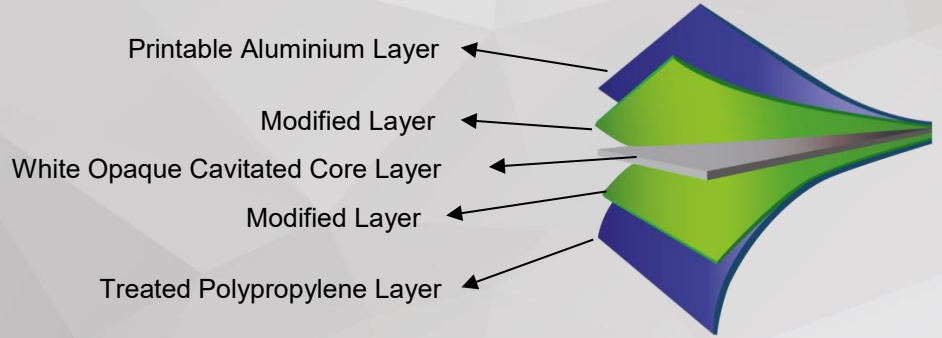 Printable Aluminium Layer
Modified Layer
White Opaque Cavitated Core Layer
Modified Layer
Treated Polypropylene Layer